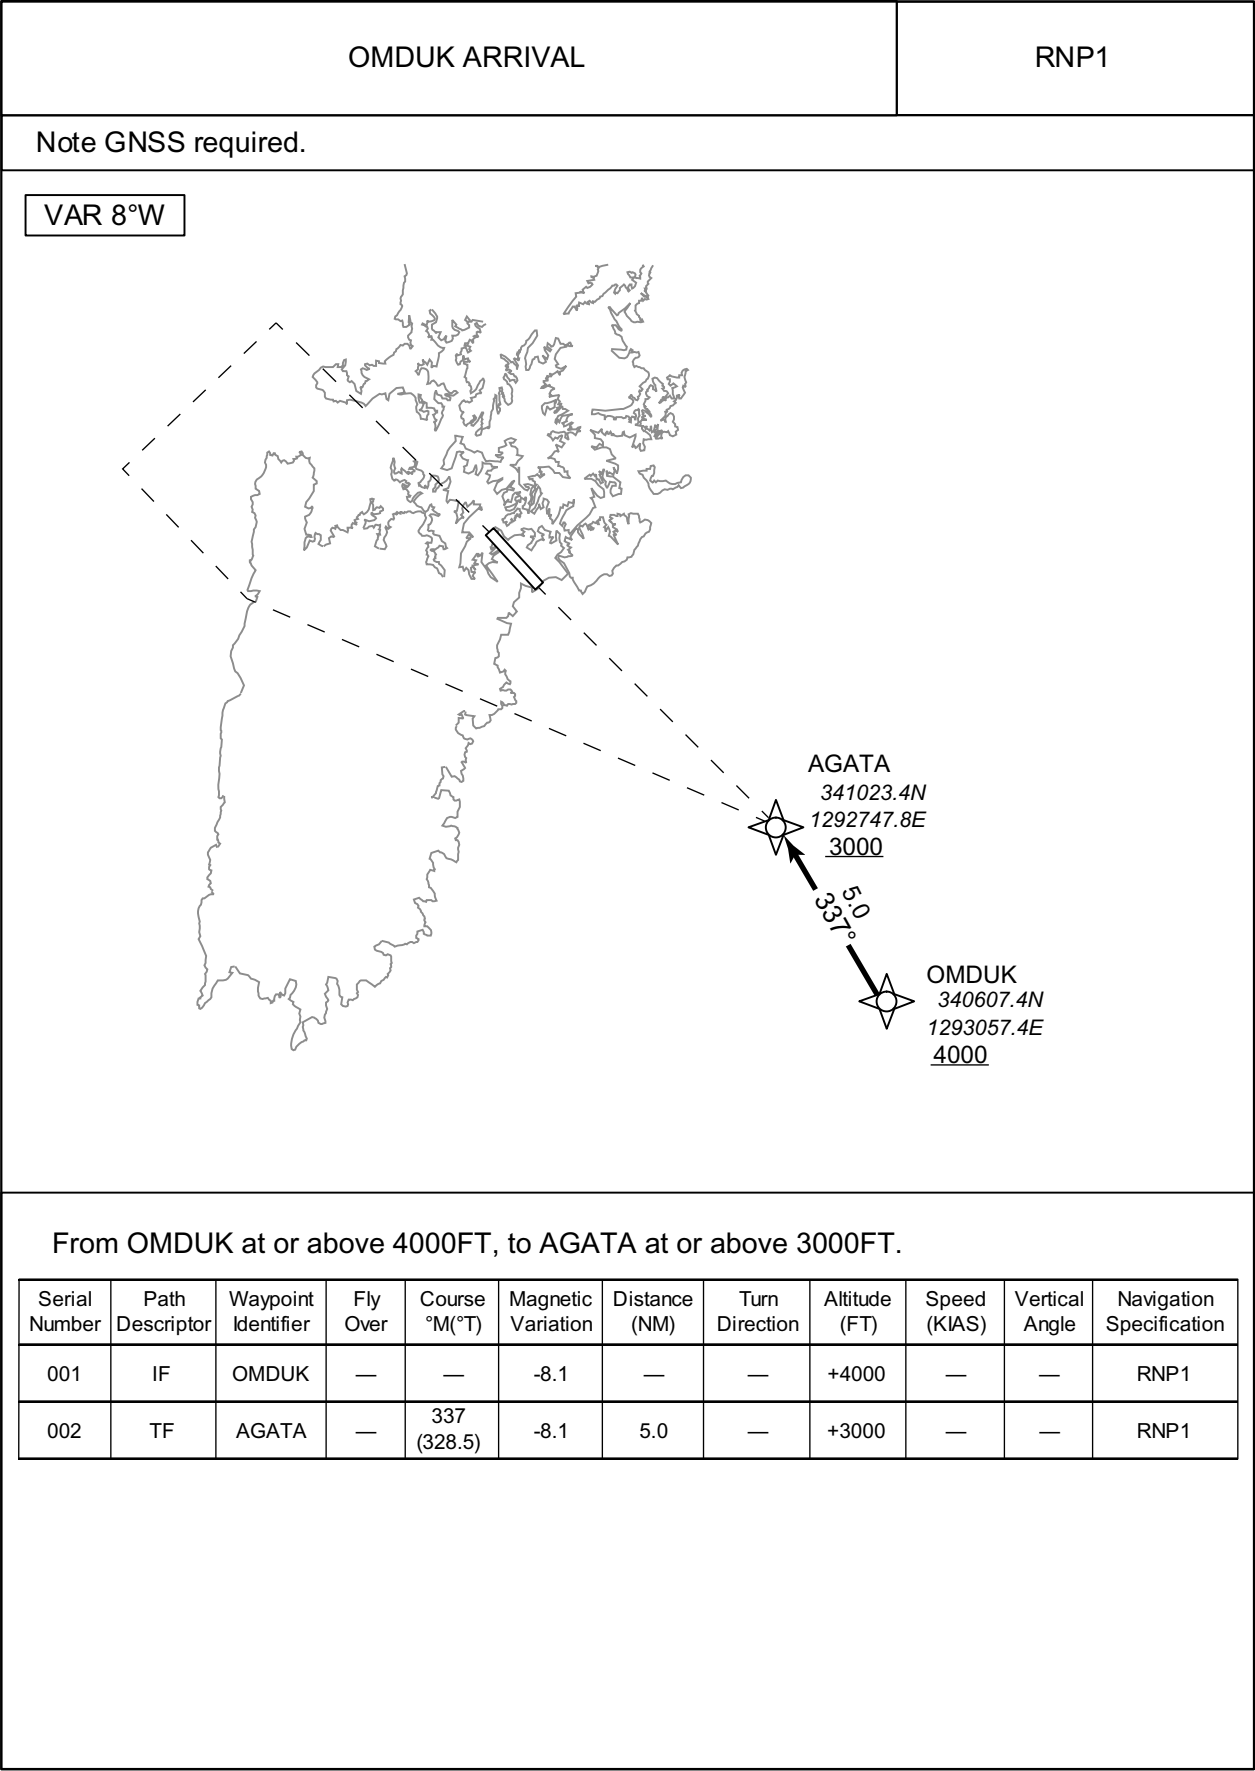 OMDUK ARRIVAL
RNP1
Note GNSS required.
VAR 8°W
AGATA
341023.4N
1292747.8E
3000
5.0
337°
OMDUK
340607.4N
1293057.4E
4000
From OMDUK at or above 4000FT, to AGATA at or above 3000FT.
Serial Number Path Descriptor Waypoint Identifier Fly Over Course °M(°T) Magnetic Variation Distance (NM) Turn Direction Altitude (FT) Speed (KIAS) Vertical Angle Navigation Specification
001 IF OMDUK — — -8.1 — — +4000 — — RNP1
002 TF AGATA — 337 (328.5) -8.1 5.0 — +3000 — — RNP1